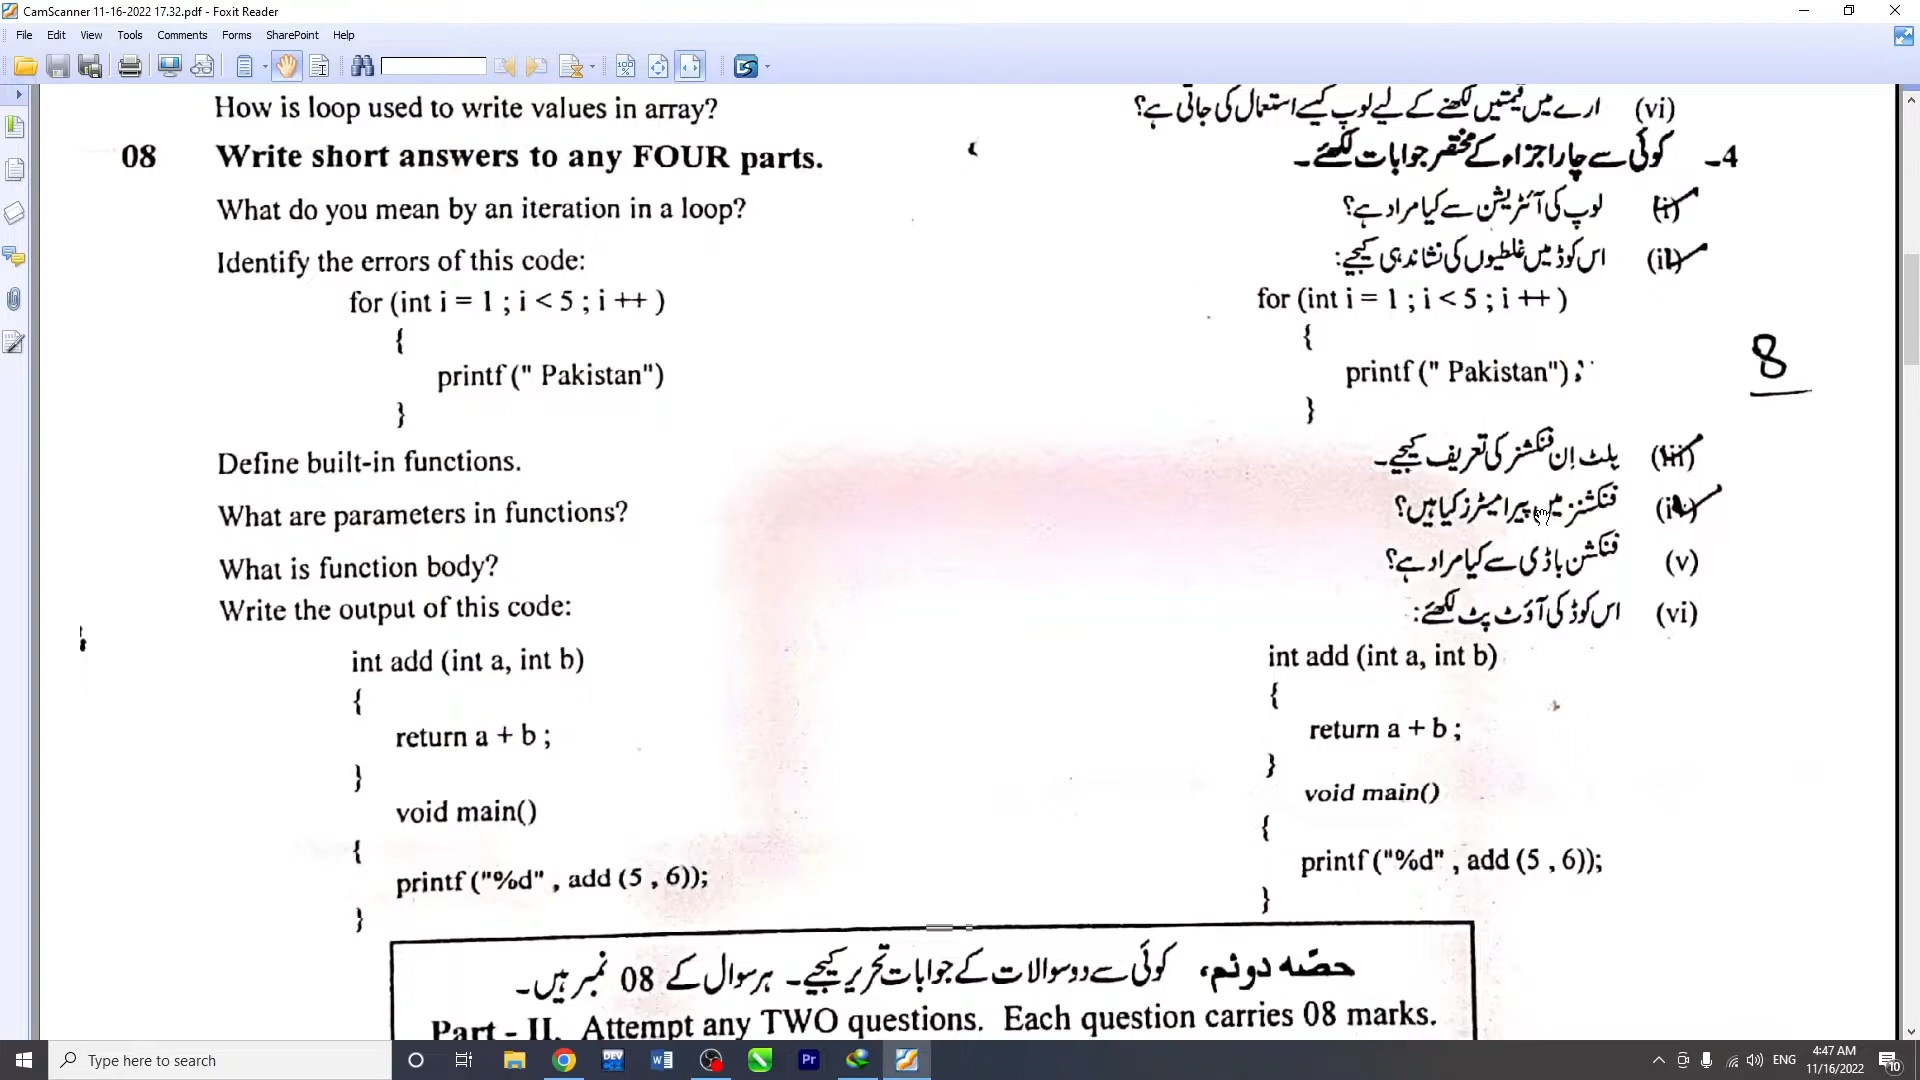 CamScanner 11-16-2022 17.32.pdf - Foxit Reader
File Edit View Tools Comments Forms SharePoint Help
How is loop used to write values in array?
(vi) ارے میں قیمتیں لکھنے کے لیے لوپ کیسے استعمال کی جاتی ہے؟
08 Write short answers to any FOUR parts.
4۔ کوئی سے چار اجزاء کے مختصر جوابات لکھئے۔
What do you mean by an iteration in a loop?
(i) لوپ کی آئٹریشن سے کیا مراد ہے؟
Identify the errors of this code:
(ii) اس کوڈ میں غلطیوں کی نشاندہی کیجیے:
for (int i = 1 ; i < 5 ; i ++ )
{
printf (" Pakistan")
}
for (int i = 1 ; i < 5 ; i ++ )
{
printf (" Pakistan") ;
}
8
Define built-in functions.
(iii) بلٹ اِن فنکشنز کی تعریف کیجیے۔
What are parameters in functions?
(iv) فنکشنز میں پیرامیٹرز کیا ہیں؟
What is function body?
(v) فنکشن باڈی سے کیا مراد ہے؟
Write the output of this code:
(vi) اس کوڈ کی آؤٹ پٹ لکھئے:
int add (int a, int b)
{
return a + b ;
}
void main()
{
printf ("%d" , add (5 , 6));
}
int add (int a, int b)
{
return a + b ;
}
void main()
{
printf ("%d" , add (5 , 6));
}
حصّہ دوئم، کوئی سے دو سوالات کے جوابات تحریر کیجیے۔ ہر سوال کے 08 نمبر ہیں۔
Part - II. Attempt any TWO questions. Each question carries 08 marks.
Type here to search
DEV
Pr
ENG
4:47 AM
11/16/2022
10